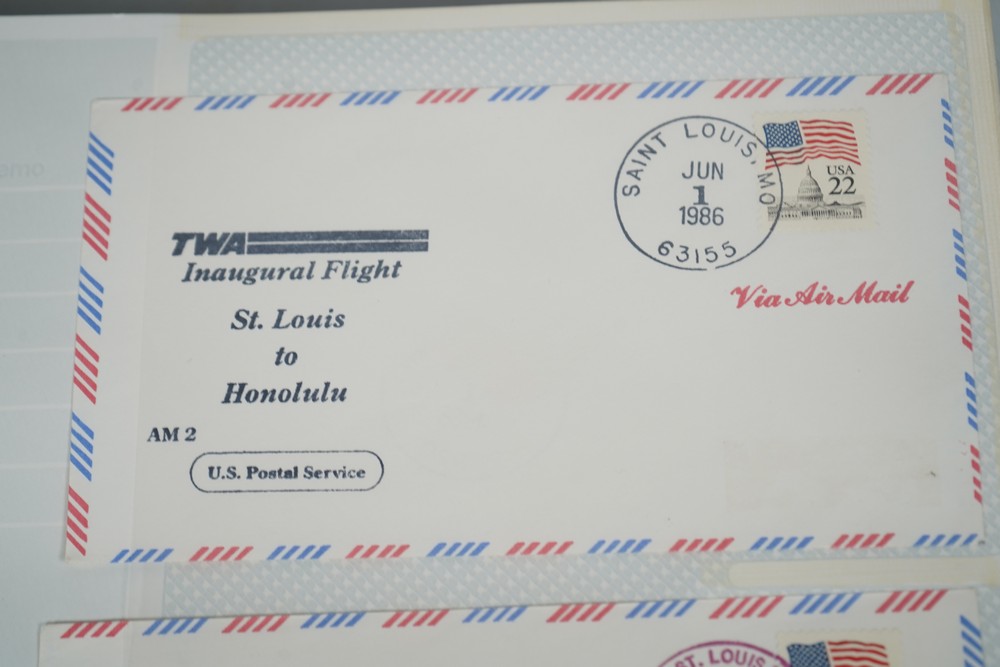 emo
SAINT LOUIS, MO
JUN
1
1986
63155
USA
22
TWA
Inaugural Flight
St. Louis
to
Honolulu
Via Air Mail
AM 2
U.S. Postal Service
ST. LOUIS